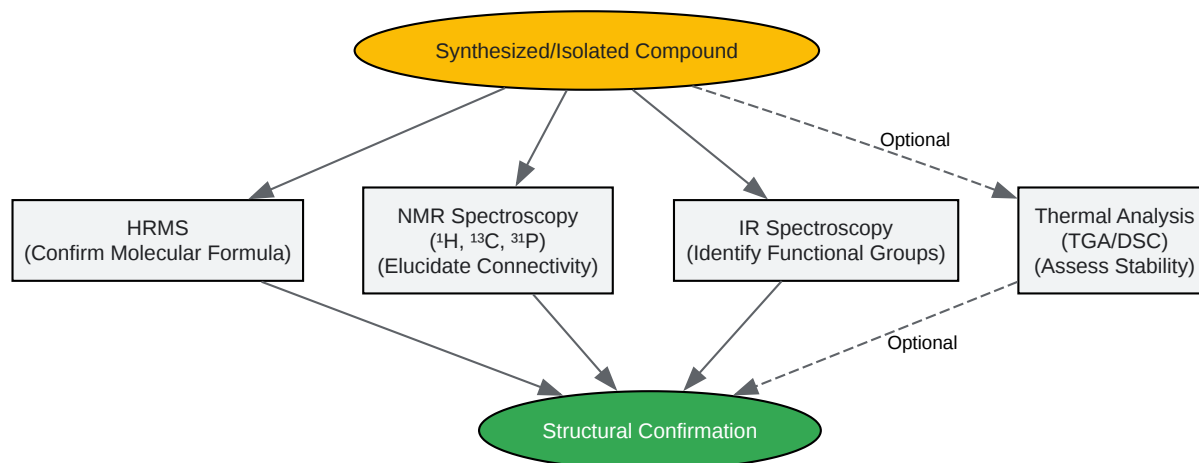 Synthesized/Isolated Compound
Optional
HRMS
(Confirm Molecular Formula)
NMR Spectroscopy
(¹H, ¹³C, ³¹P)
(Elucidate Connectivity)
IR Spectroscopy
(Identify Functional Groups)
Thermal Analysis
(TGA/DSC)
(Assess Stability)
Optional
Structural Confirmation